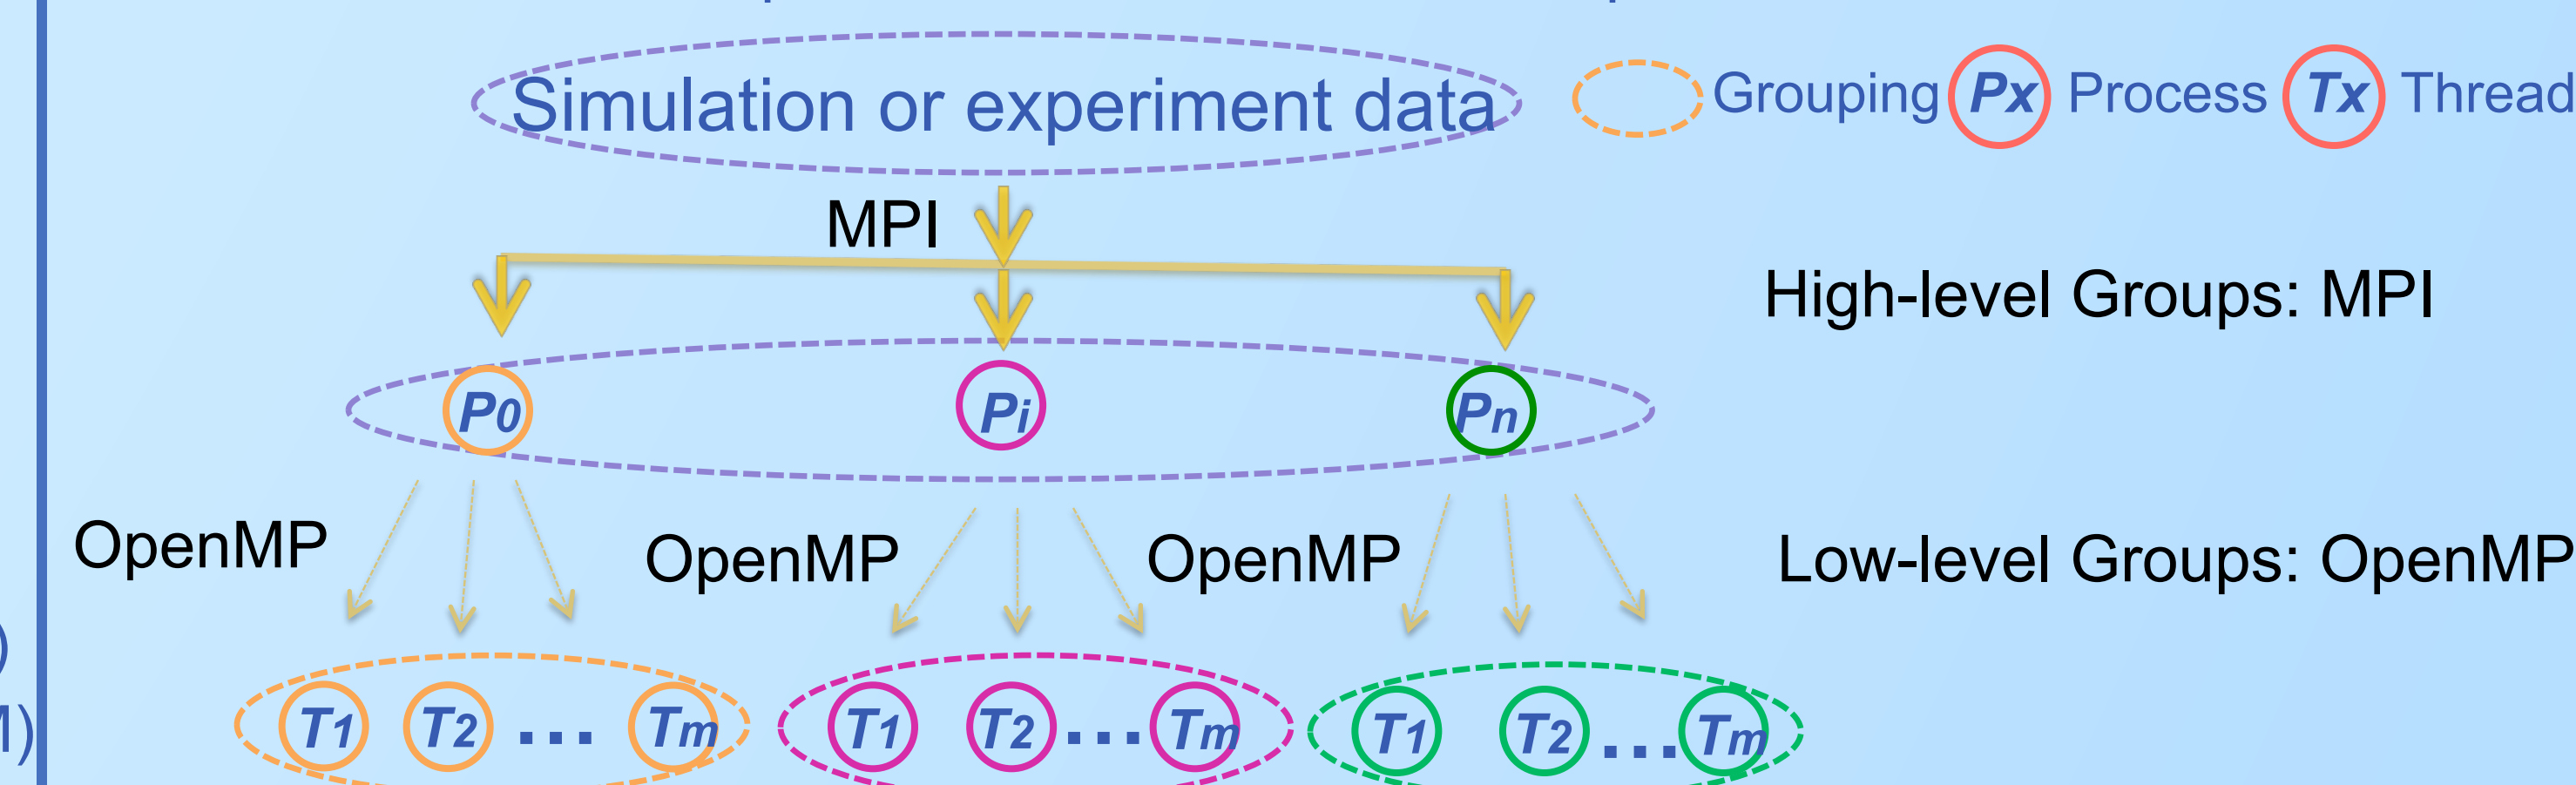 Simulation or experiment data
Grouping Px Process Tx Thread
MPI
High-level Groups: MPI
P0 Pi Pn
OpenMP OpenMP OpenMP
Low-level Groups: OpenMP
)
M)
T1 T2 ... Tm T1 T2 ... Tm T1 T2 ... Tm